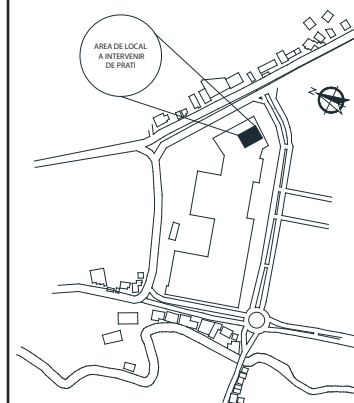 AREA DE LOCAL
A INTERVENIR
DE PRATI
N